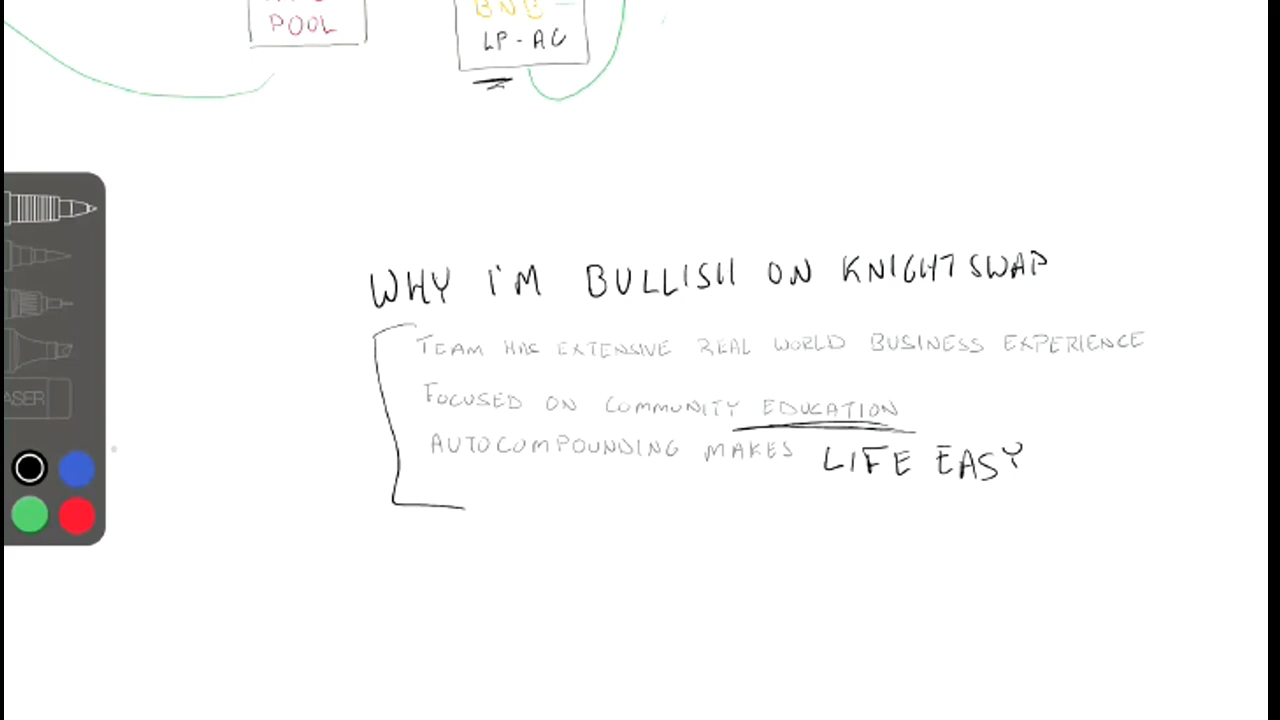 POOL
BNB
LP-AC
WHY I'M BULLISH ON KNIGHTSWAP
TEAM HAS EXTENSIVE REAL WORLD BUSINESS EXPERIENCE
FOCUSED ON COMMUNITY EDUCATION
AUTOCOMPOUNDING MAKES LIFE EASY
ASER